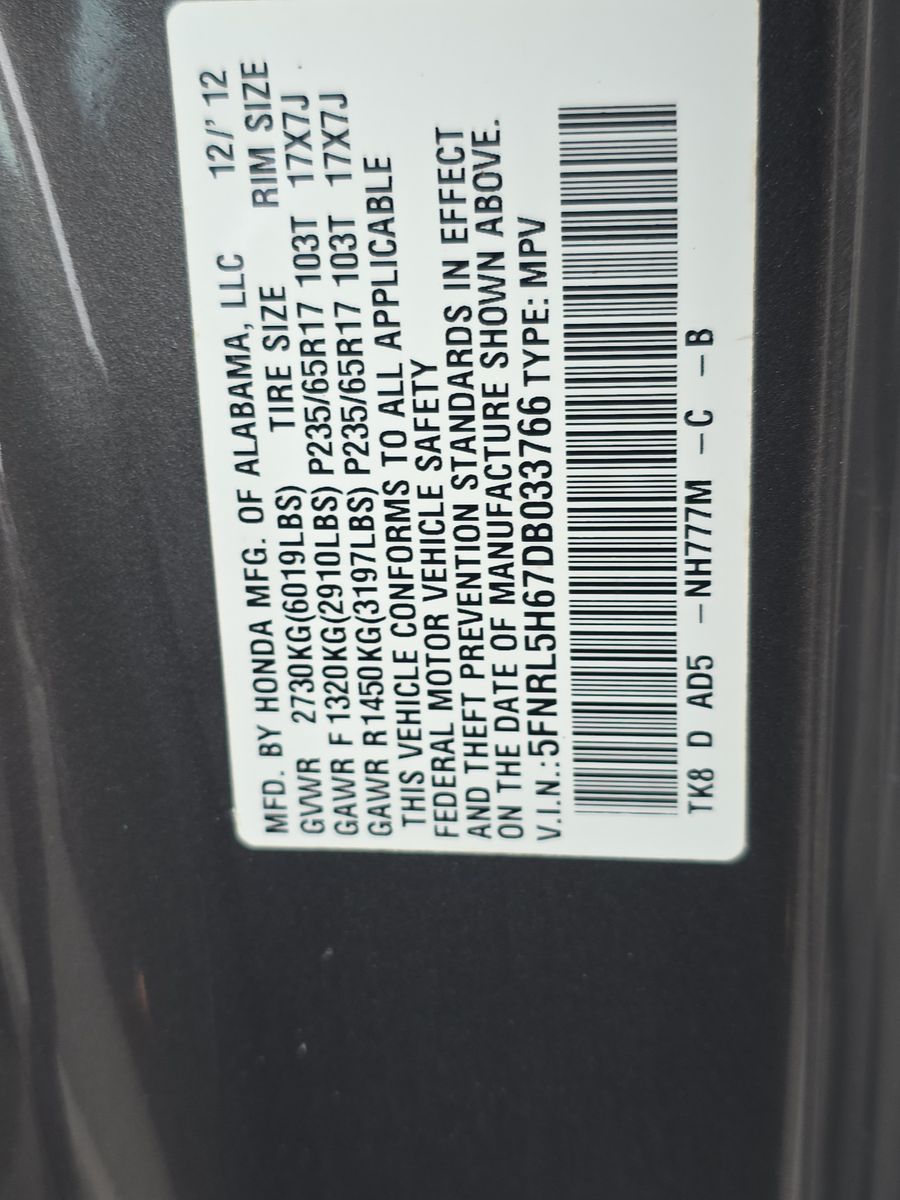 MFD. BY HONDA MFG. OF ALABAMA, LLC 12/'12
GVWR 2730KG(6019LBS) TIRE SIZE RIM SIZE
GAWR F 1320KG(2910LBS) P235/65R17 103T 17X7J
GAWR R1450KG(3197LBS) P235/65R17 103T 17X7J
THIS VEHICLE CONFORMS TO ALL APPLICABLE
FEDERAL MOTOR VEHICLE SAFETY
AND THEFT PREVENTION STANDARDS IN EFFECT
ON THE DATE OF MANUFACTURE SHOWN ABOVE.
V.I.N.:5FNRL5H67DB033766 TYPE: MPV
TK8 D AD5 -NH777M -C -B